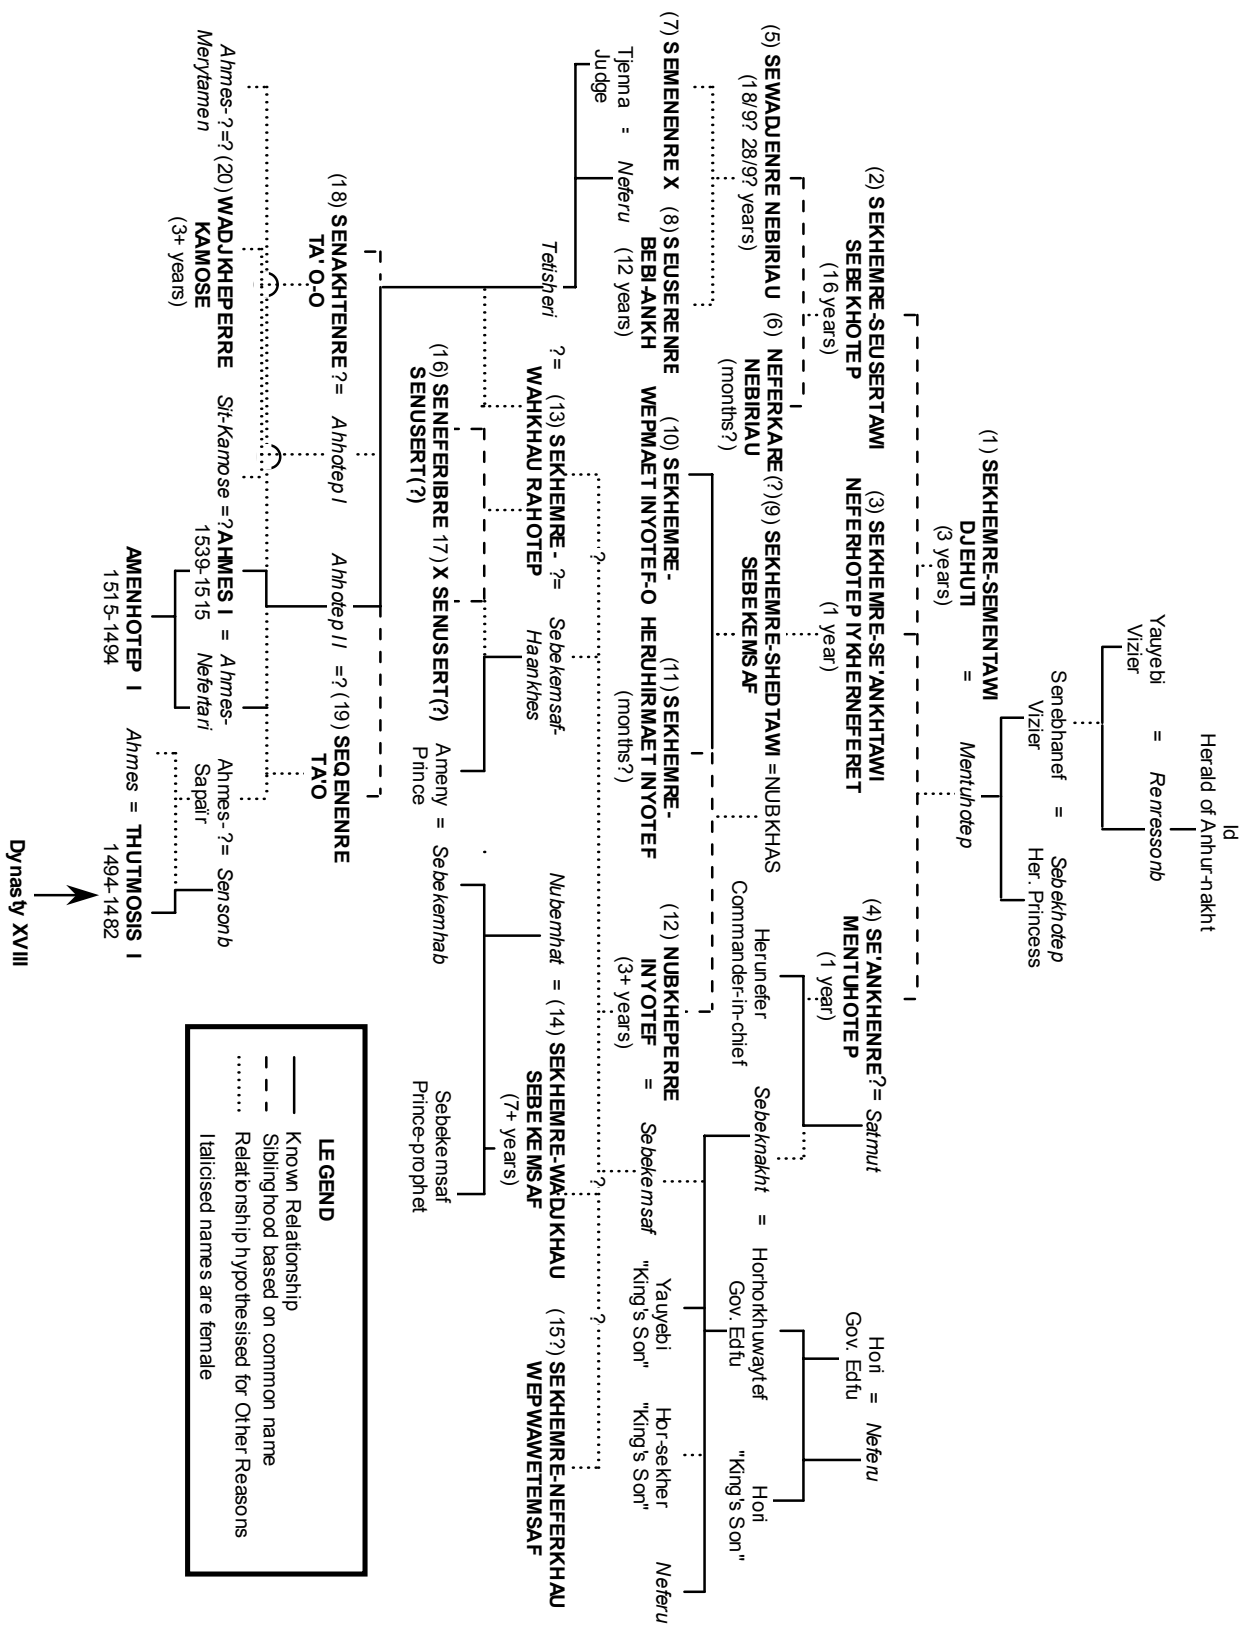 Id
Herald of Anhur-nakht
Yauyebi = Renressonb
Vizier
Senebhanef = Sebekhotep
Vizier Her. Princess
(1) SEKHEMRE-SEMENTAWI = Mentuhotep
DJEHUTI
(3 years)
(2) SEKHEMRE-SEUSERTAWI
SEBEKHOTEP
(16 years)
(3) SEKHEMRE-SE'ANKHTAWI
NEFERHOTEP IYKHERNEFERET
(1 year)
(4) SE'ANKHENRE ?= Satmut
MENTUHOTEP
(1 year)
Hori = Neferu
Gov. Edfu
(5) SEWADJENRE NEBIRIAU
(18/9? 28/9? years)
(6) NEFERKARE(?)
NEBIRIAU
(months?)
(9) SEKHEMRE-SHEDTAWI = NUBKHAS
SEBEKEMSAF
Herunefer
Commander-in-chief
Sebeknakht = Horhorkhuwaytef
Gov. Edfu
Hori
"King's Son"
(7) SEMENENRE X
(8) SEUSERENRE
BEBI-ANKH
(12 years)
(10) SEKHEMRE-
WEPMAET INYOTEF-O
(11) SEKHEMRE-
HERUHIRMAET INYOTEF
(months?)
(12) NUBKHEPERRE = Sebekemsaf
INYOTEF
(3+ years)
Yauyebi
"King's Son"
Hor-sekher
"King's Son"
Neferu
Tjenna = Neferu
Judge
?
?
?
Tetisheri ?= (13) SEKHEMRE- ?= Sebekemsaf-
WAHKHAU RAHOTEP Haankhes
Nubemhat = (14) SEKHEMRE-WADJKHAU
SEBEKEMSAF
(7+ years)
(15?) SEKHEMRE-NEFERKHAU
WEPWAWETEMSAF
(16) SENEFERIBRE
SENUSERT(?)
17) X SENUSERT(?)
Ameny = Sebekemhab
Prince
Sebekemsaf
Prince-prophet
(18) SENAKHTENRE ?= Ahhotep I
TA'O-O
Ahhotep II =? (19) SEQENENRE
TA'O
Ahmes- ?=? (20) WADJKHEPERRE
Merytamen KAMOSE
(3+ years)
Sit-Kamose =? AHMES I = Ahmes-
1539-1515 Nefertari
Ahmes- ?= Sensonb
Sapaïr
AMENHOTEP I
1515-1494
Ahmes = THUTMOSIS I
1494-1482
Dynasty XVIII
LEGEND
Known Relationship
Siblinghood based on common name
Relationship hypothesised for Other Reasons
Italicised names are female